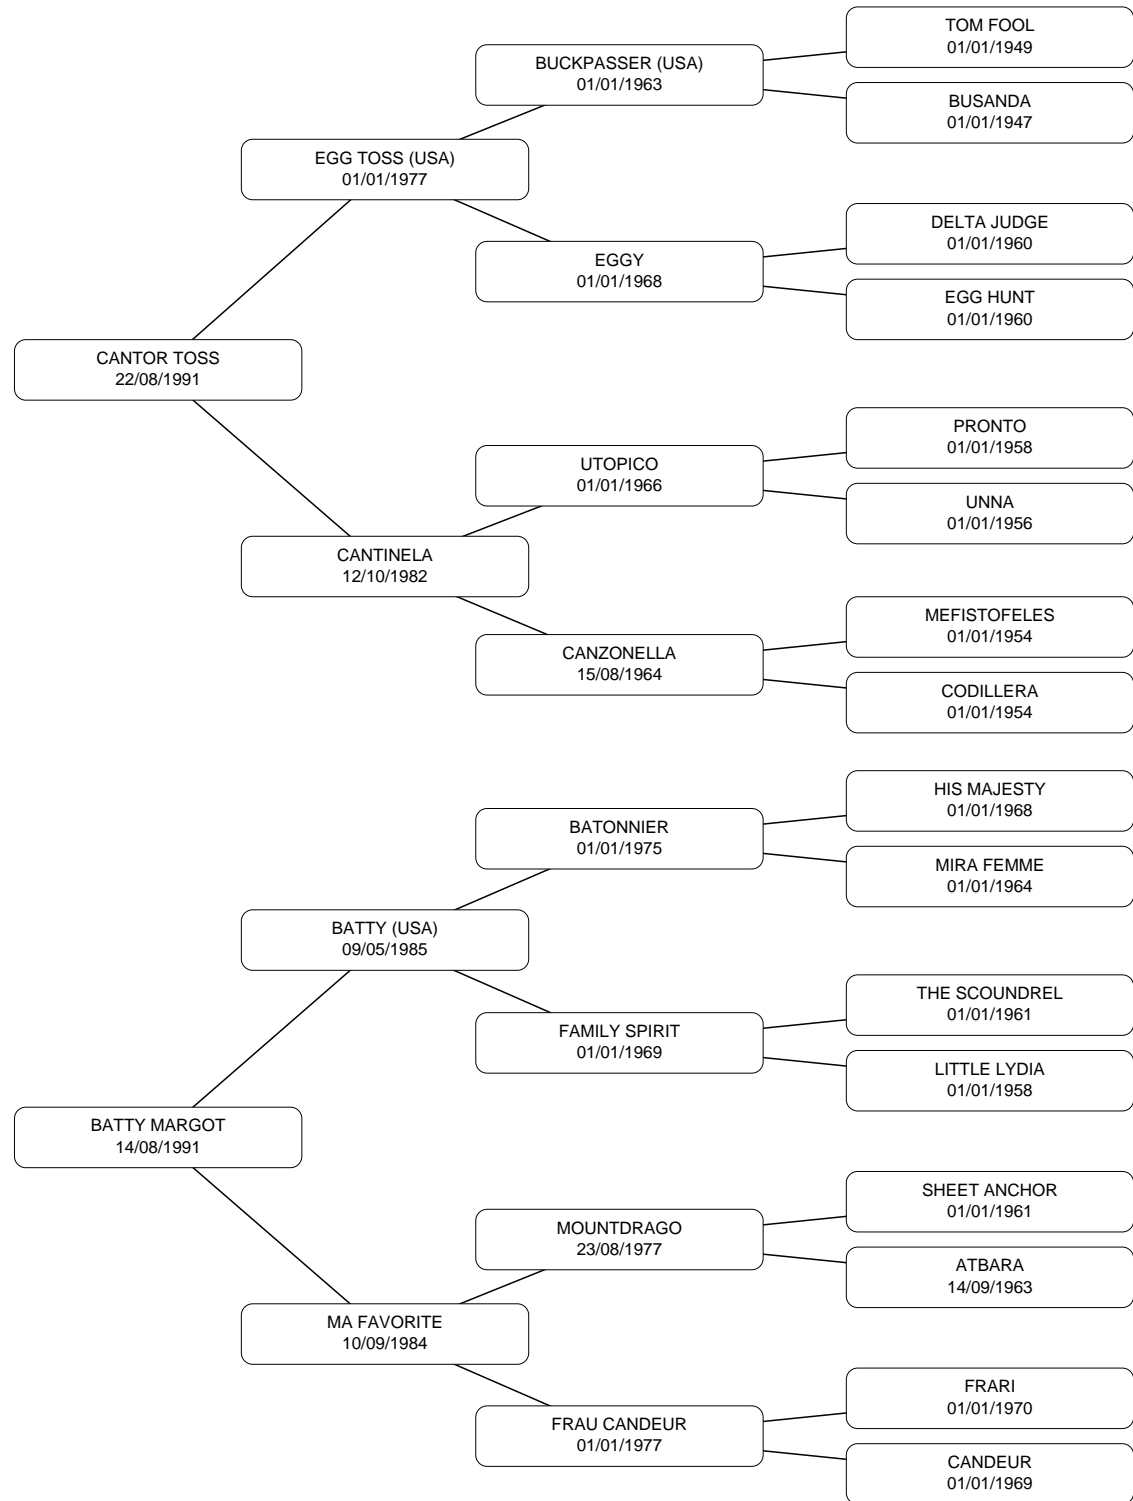 TOM FOOL
01/01/1949
BUCKPASSER (USA)
01/01/1963
BUSANDA
01/01/1947
EGG TOSS (USA)
01/01/1977
DELTA JUDGE
01/01/1960
EGGY
01/01/1968
EGG HUNT
01/01/1960
CANTOR TOSS
22/08/1991
PRONTO
01/01/1958
UTOPICO
01/01/1966
UNNA
01/01/1956
CANTINELA
12/10/1982
MEFISTOFELES
01/01/1954
CANZONELLA
15/08/1964
CODILLERA
01/01/1954
HIS MAJESTY
01/01/1968
BATONNIER
01/01/1975
MIRA FEMME
01/01/1964
BATTY (USA)
09/05/1985
THE SCOUNDREL
01/01/1961
FAMILY SPIRIT
01/01/1969
LITTLE LYDIA
01/01/1958
BATTY MARGOT
14/08/1991
SHEET ANCHOR
01/01/1961
MOUNTDRAGO
23/08/1977
ATBARA
14/09/1963
MA FAVORITE
10/09/1984
FRARI
01/01/1970
FRAU CANDEUR
01/01/1977
CANDEUR
01/01/1969